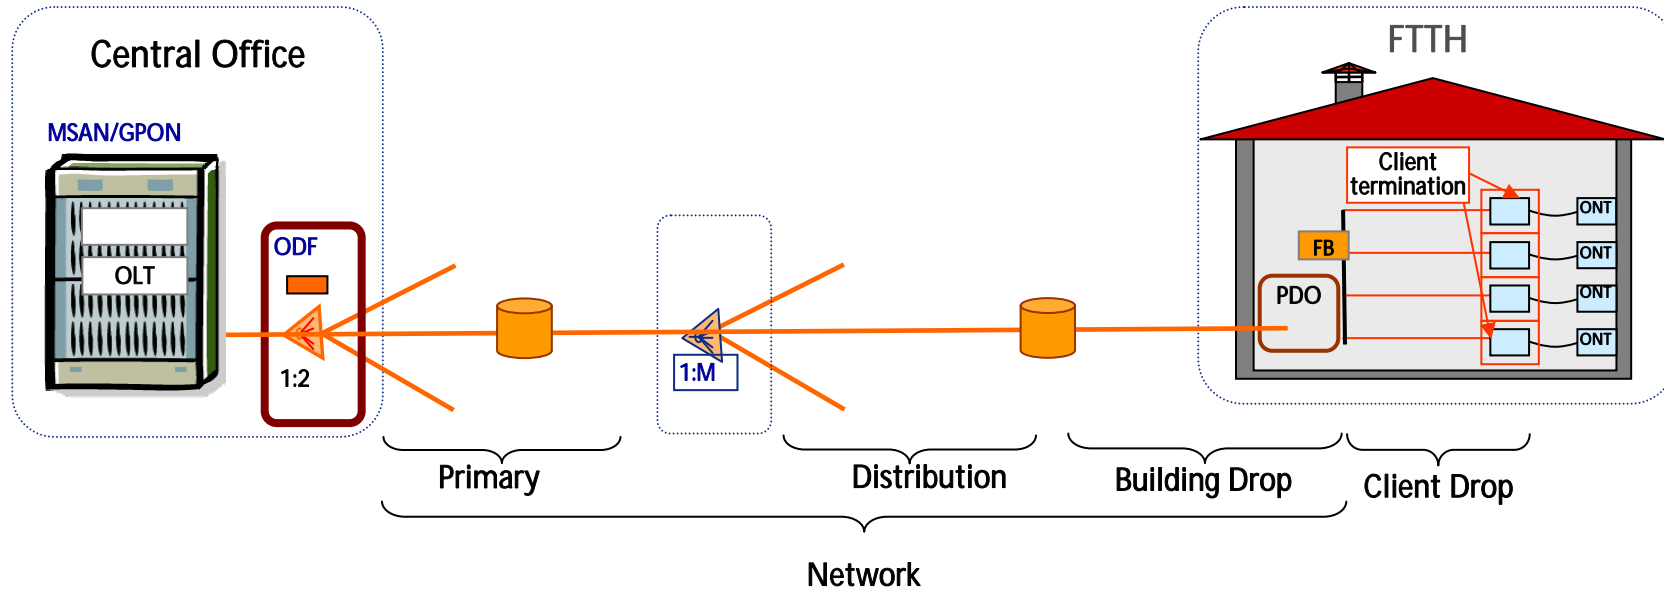 Central Office
MSAN/GPON
OLT
ODF
1:2
1:M
FTTH
Client
termination
ONT
FB
ONT
PDO
ONT
ONT
Primary
Distribution
Building Drop
Client Drop
Network